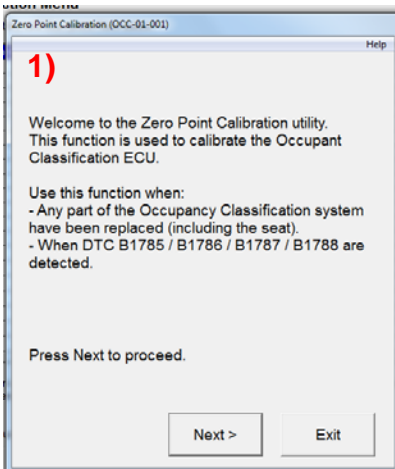 Zero Point Calibration (OCC-01-001)
Help
1)
Welcome to the Zero Point Calibration utility.
This function is used to calibrate the Occupant
Classification ECU.
Use this function when:
- Any part of the Occupancy Classification system
have been replaced (including the seat).
- When DTC B1785 / B1786 / B1787 / B1788 are
detected.
Press Next to proceed.
Next >
Exit